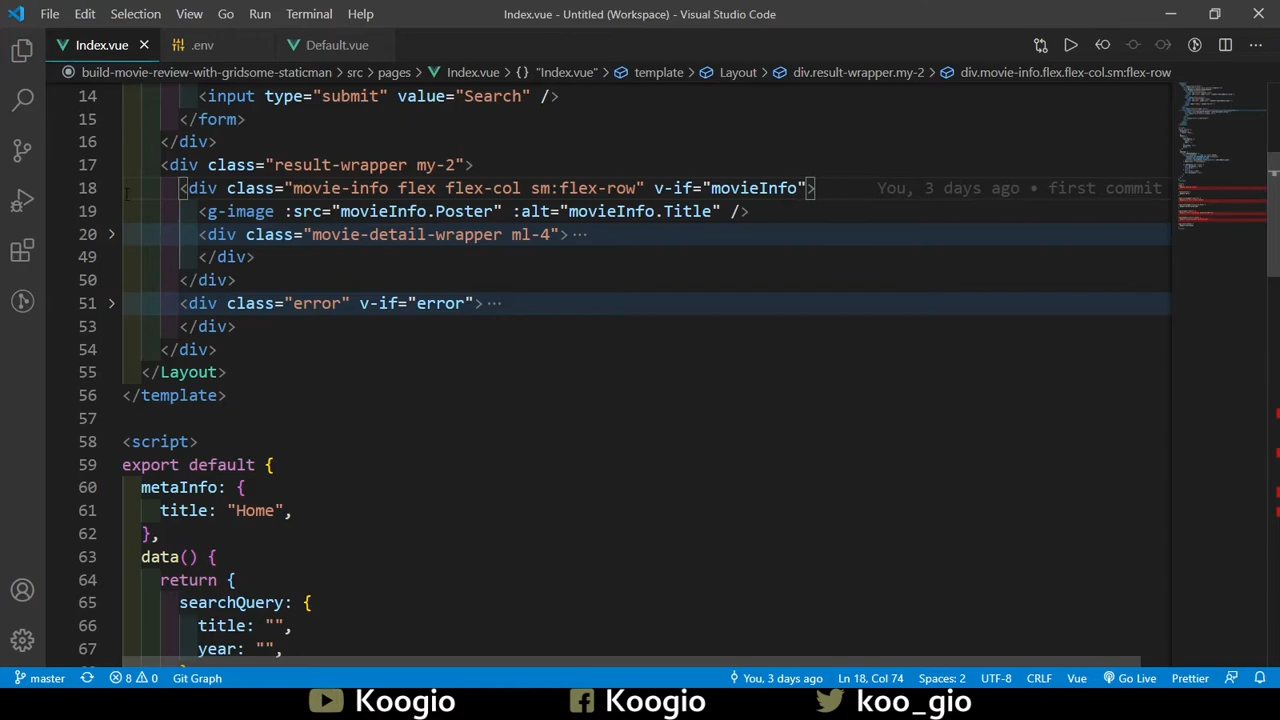 File Edit Selection View Go Run Terminal Help Index.vue - Untitled (Workspace) - Visual Studio Code
Index.vue .env Default.vue
build-movie-review-with-gridsome-staticman > src > pages > Index.vue > {} "Index.vue" > template > Layout > div.result-wrapper.my-2 > div.movie-info.flex.flex-col.sm:flex-row
14 <input type="submit" value="Search" />
15 </form>
16 </div>
17 <div class="result-wrapper my-2">
18 <div class="movie-info flex flex-col sm:flex-row" v-if="movieInfo"> You, 3 days ago • first commit
19 <g-image :src="movieInfo.Poster" :alt="movieInfo.Title" />
20 > <div class="movie-detail-wrapper ml-4">⋯
49 </div>
50 </div>
51 > <div class="error" v-if="error">⋯
53 </div>
54 </div>
55 </Layout>
56 </template>
57
58 <script>
59 export default {
60 metaInfo: {
61 title: "Home",
62 },
63 data() {
64 return {
65 searchQuery: {
66 title: "",
67 year: "",
master 8 0 Git Graph You, 3 days ago Ln 18, Col 74 Spaces: 2 UTF-8 CRLF Vue Go Live Prettier
Koogio Koogio koo_gio